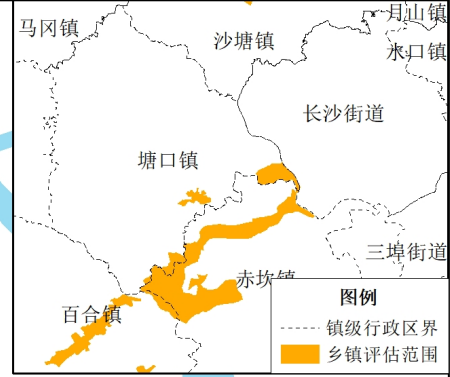 月山镇
马冈镇
沙塘镇
水口镇
长沙街道
塘口镇
三埠街道
赤坎镇
百合镇
图例
镇级行政区界
乡镇评估范围